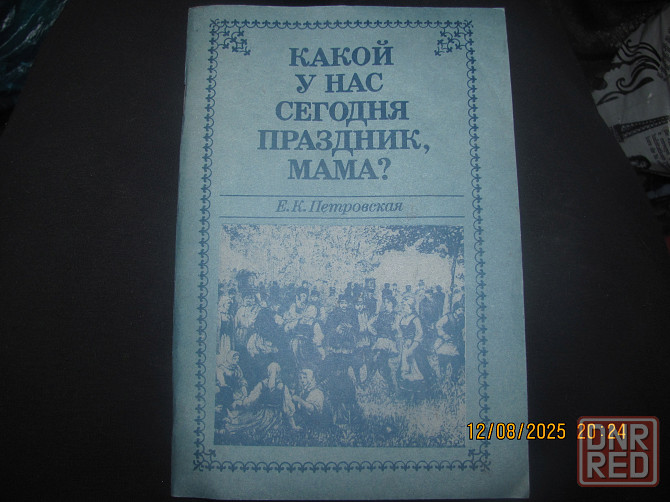 КАКОЙ
У НАС
СЕГОДНЯ
ПРАЗДНИК,
МАМА?
Е. К. Петровская
12/08/2025 20:24
DNR
RED